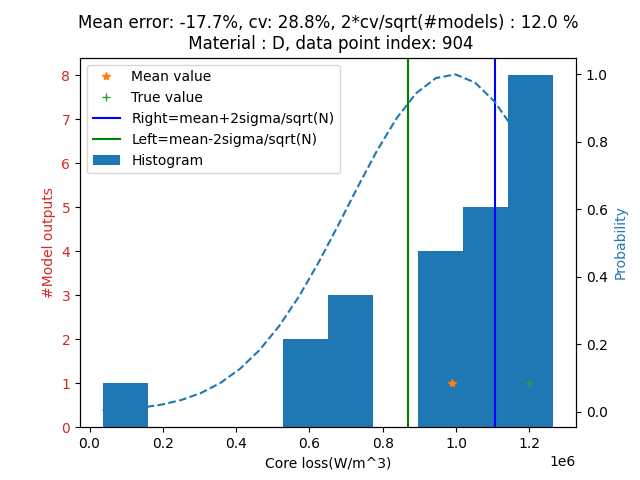 Mean error: -17.7%, cv: 28.8%, 2*cv/sqrt(#models) : 12.0 %
Material : D, data point index: 904
Mean value
True value
Right=mean+2sigma/sqrt(N)
Left=mean-2sigma/sqrt(N)
Histogram
#Model outputs
8
7
6
5
4
3
2
1
0
Probability
1.0
0.8
0.6
0.4
0.2
0.0
0.0 0.2 0.4 0.6 0.8 1.0 1.2
1e6
Core loss(W/m^3)